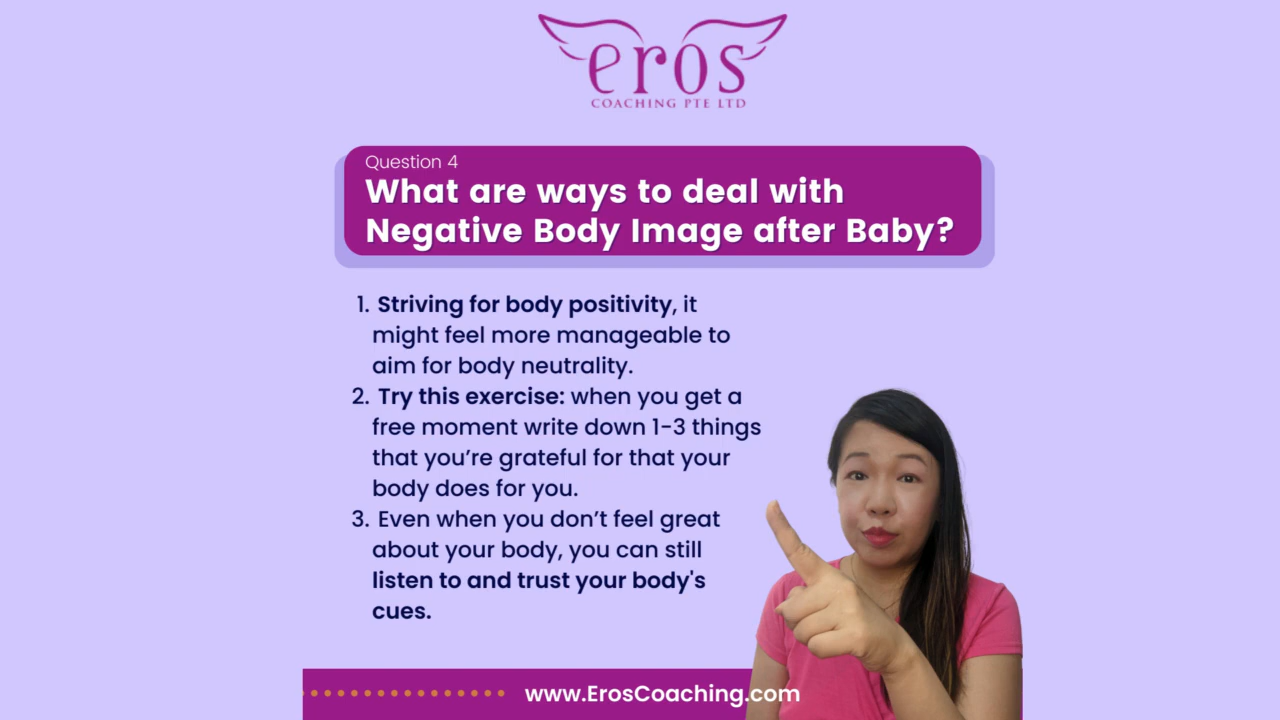 eros
COACHING PTE LTD
Question 4
What are ways to deal with
Negative Body Image after Baby?
1. Striving for body positivity, it
might feel more manageable to
aim for body neutrality.
2. Try this exercise: when you get a
free moment write down 1-3 things
that you’re grateful for that your
body does for you.
3. Even when you don’t feel great
about your body, you can still
listen to and trust your body's
cues.
www.ErosCoaching.com